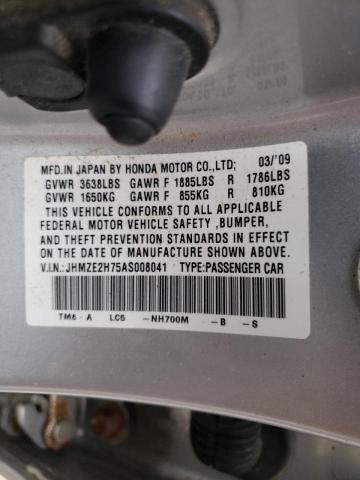 MFD.IN JAPAN BY HONDA MOTOR CO.,LTD; 03/'09
GVWR 3638LBS GAWR F 1885LBS R 1786LBS
GVWR 1650KG GAWR F 855KG R 810KG
THIS VEHICLE CONFORMS TO ALL APPLICABLE
FEDERAL MOTOR VEHICLE SAFETY ,BUMPER,
AND THEFT PREVENTION STANDARDS IN EFFECT
ON THE DATE OF MANUFACTURE SHOWN ABOVE.
V.I.N.: JHMZE2H75AS008041 TYPE:PASSENGER CAR
TM8-A LC6 -NH700M -B -S